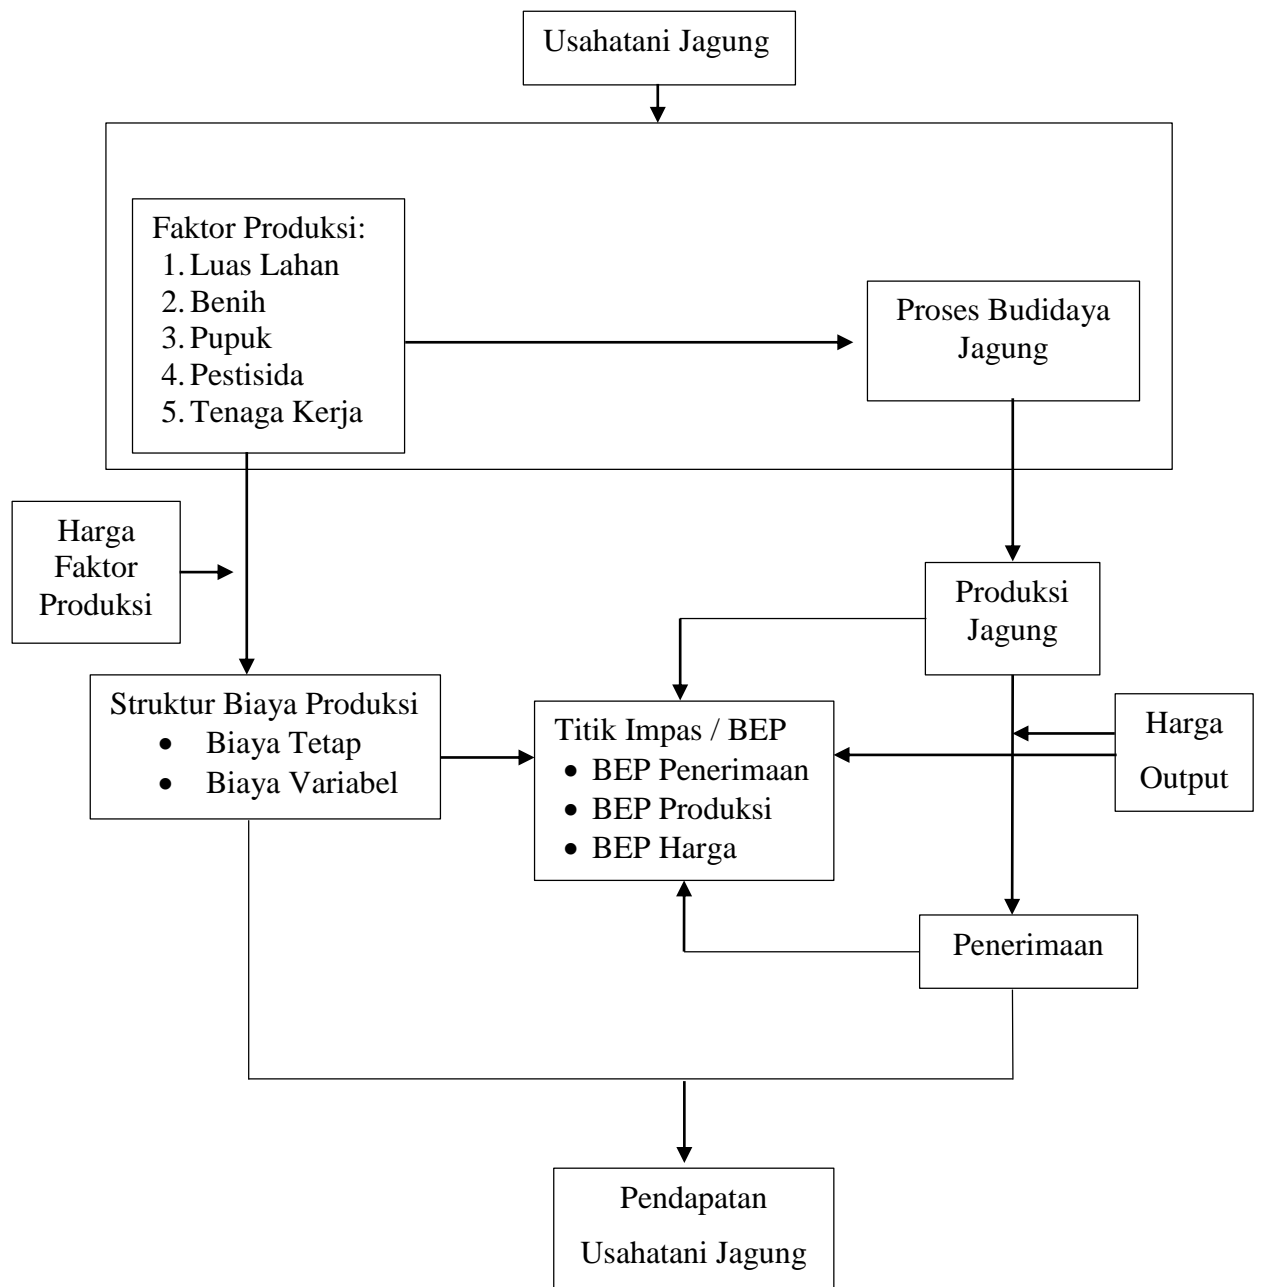 Usahatani Jagung
Faktor Produksi:
1. Luas Lahan
2. Benih
3. Pupuk
4. Pestisida
5. Tenaga Kerja
Proses Budidaya
Jagung
Harga
Faktor
Produksi
Produksi
Jagung
Struktur Biaya Produksi
• Biaya Tetap
• Biaya Variabel
Titik Impas / BEP
• BEP Penerimaan
• BEP Produksi
• BEP Harga
Harga
Output
Penerimaan
Pendapatan
Usahatani Jagung